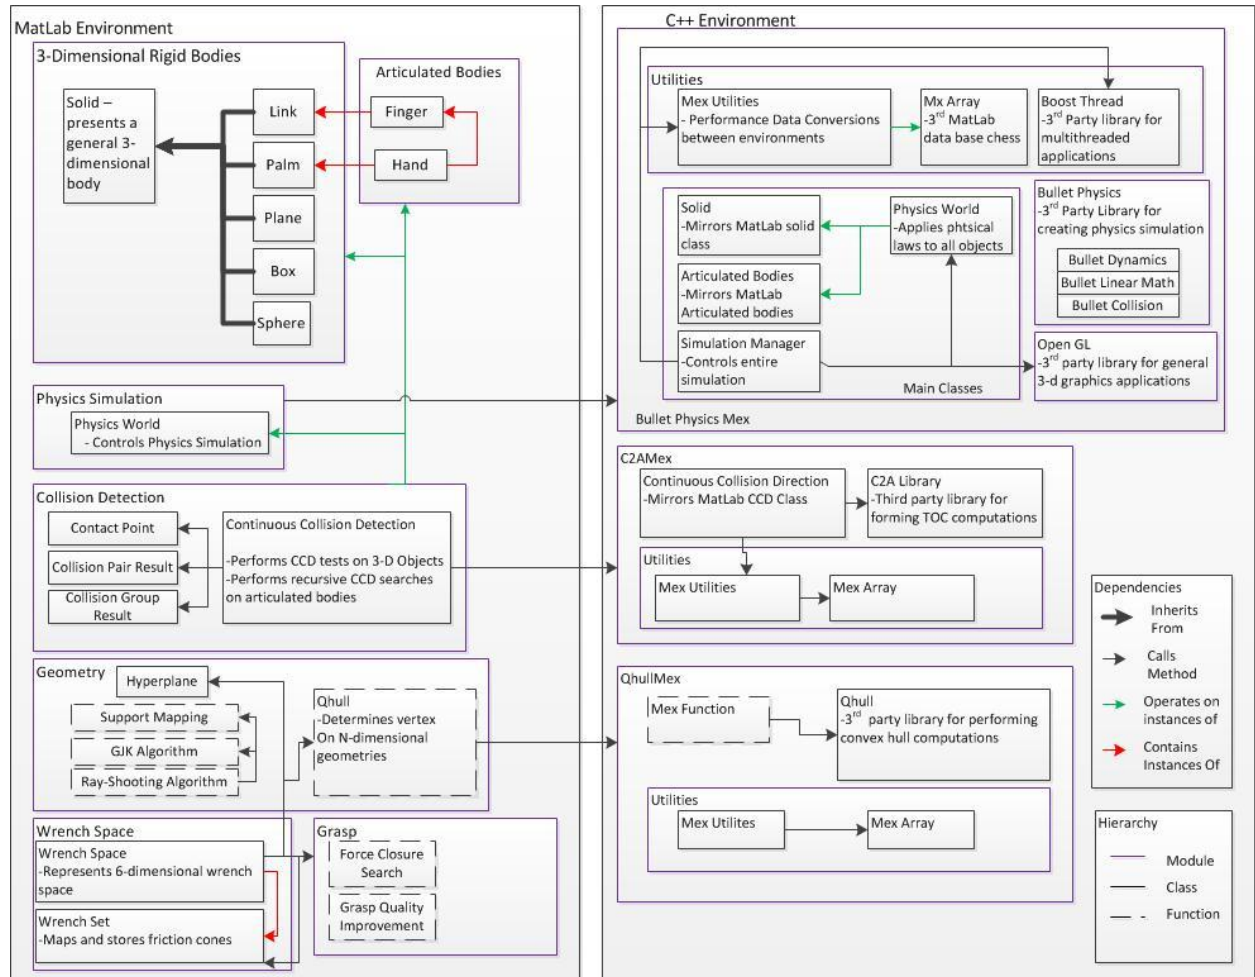 MatLab Environment
3-Dimensional Rigid Bodies
Solid –
presents a
general 3-
dimensional
body
Link
Palm
Plane
Box
Sphere
Articulated Bodies
Finger
Hand
Physics Simulation
Physics World
- Controls Physics Simulation
Collision Detection
Contact Point
Collision Pair Result
Collision Group
Result
Continuous Collision Detection
-Performs CCD tests on 3-D Objects
-Performs recursive CCD searches
on articulated bodies
Geometry
Hyperplane
Support Mapping
GJK Algorithm
Ray-Shooting Algorithm
Qhull
-Determines vertex
On N-dimensional
geometries
Wrench Space
Wrench Space
-Represents 6-dimensional wrench
space
Wrench Set
- Maps and stores friction cones
Grasp
Force Closure
Search
Grasp Quality
Improvement
C++ Environment
Utilities
Mex Utilities
- Performance Data Conversions
between environments
Mx Array
-3rd MatLab
data base chess
Boost Thread
-3rd Party library for
multithreaded
applications
Solid
-Mirrors MatLab solid
class
Articulated Bodies
-Mirrors MatLab
Articulated bodies
Simulation Manager
-Controls entire
simulation
Physics World
-Applies phtsical
laws to all objects
Main Classes
Bullet Physics
-3rd Party Library for
creating physics simulation
Bullet Dynamics
Bullet Linear Math
Bullet Collision
Open GL
-3rd party library for general
3-d graphics applications
Bullet Physics Mex
C2AMex
Continuous Collision Direction
-Mirrors MatLab CCD Class
C2A Library
-Third party library for
forming TOC computations
Utilities
Mex Utilities
Mex Array
QhullMex
Mex Function
Qhull
-3rd party library for performing
convex hull computations
Utilities
Mex Utilites
Mex Array
Dependencies
Inherits
From
Calls
Method
Operates on
instances of
Contains
Instances Of
Hierarchy
Module
Class
Function